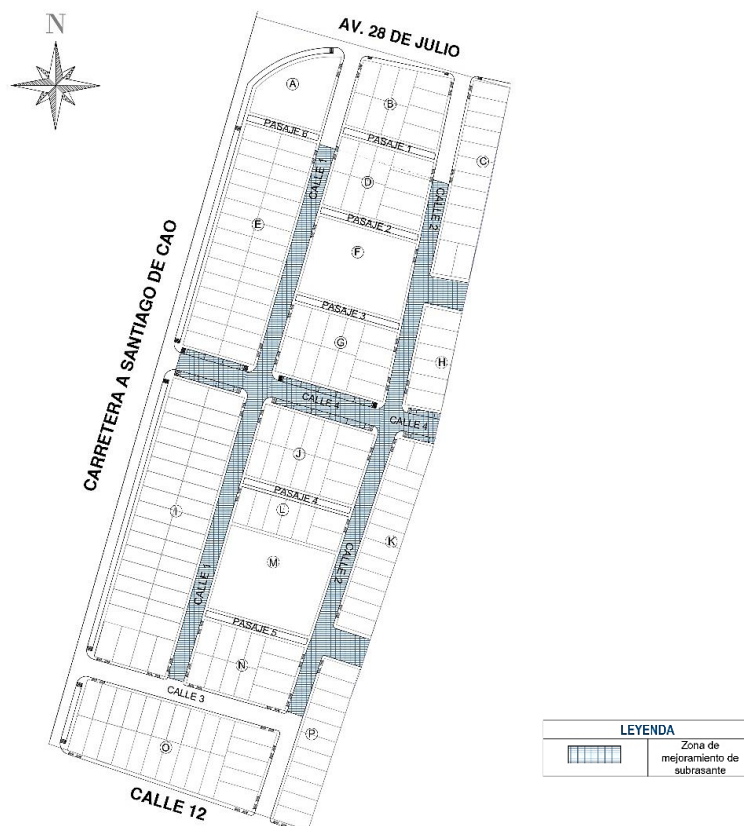 N
AV. 28 DE JULIO
A
B
PASAJE 6
PASAJE 1
CALLE 1
C
D
CALLE 2
PASAJE 2
E
F
CARRETERA A SANTIAGO DE CAO
PASAJE 3
G
H
CALLE 4
CALLE 4
J
PASAJE 4
I
L
K
M
CALLE 2
CALLE 1
PASAJE 5
N
CALLE 3
P
O
CALLE 12
LEYENDA
Zona de
mejoramiento de
subrasante